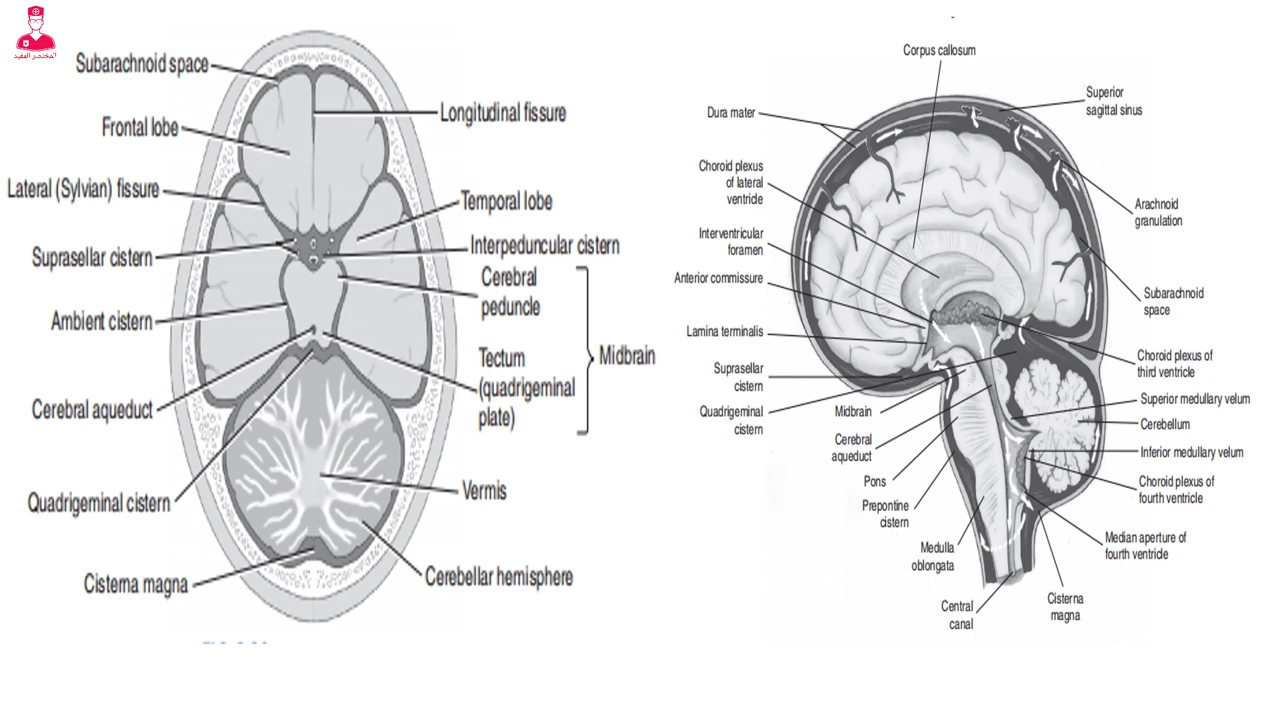 المختصر المفيد
Subarachnoid space
Frontal lobe
Lateral (Sylvian) fissure
Suprasellar cistern
Ambient cistern
Cerebral aqueduct
Quadrigeminal cistern
Cisterna magna
Longitudinal fissure
Temporal lobe
Interpeduncular cistern
Cerebral
peduncle
Tectum
(quadrigeminal
plate)
Midbrain
Vermis
Cerebellar hemisphere
Corpus callosum
Dura mater
Choroid plexus
of lateral
ventricle
Interventricular
foramen
Anterior commissure
Lamina terminalis
Suprasellar
cistern
Quadrigeminal
cistern
Midbrain
Cerebral
aqueduct
Pons
Prepontine
cistern
Medulla
oblongata
Central
canal
Superior
sagittal sinus
Arachnoid
granulation
Subarachnoid
space
Choroid plexus of
third ventricle
Superior medullary velum
Cerebellum
Inferior medullary velum
Choroid plexus of
fourth ventricle
Median aperture of
fourth ventricle
Cisterna
magna